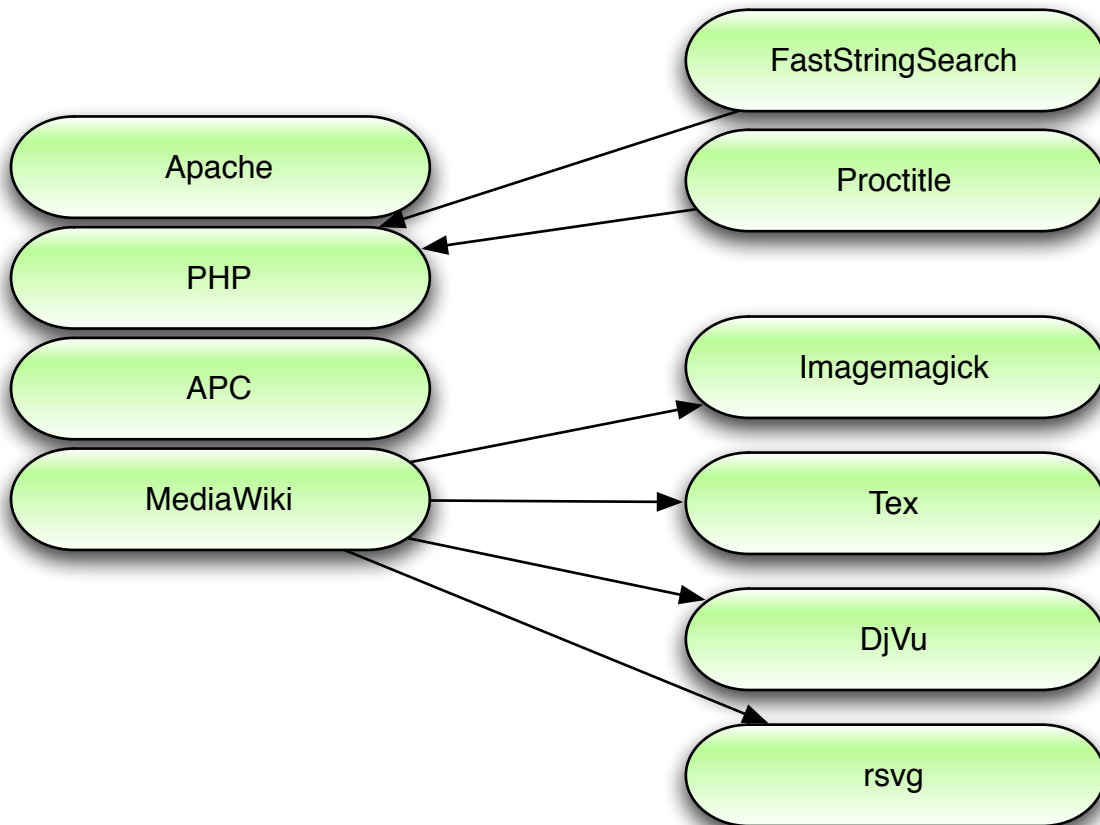 Apache
PHP
APC
MediaWiki
FastStringSearch
Proctitle
Imagemagick
Tex
DjVu
rsvg